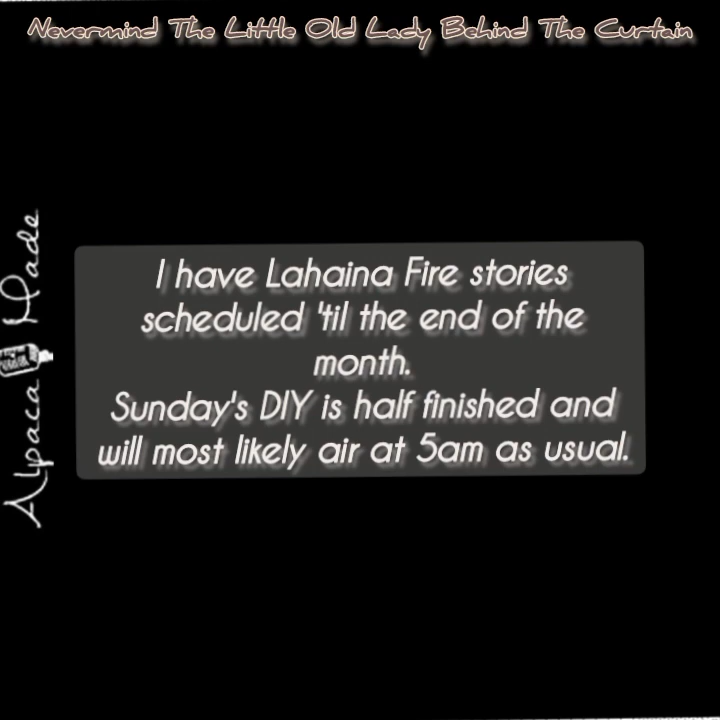 Nevermind The Little Old Lady Behind The Curtain
Alpaca Made
I have Lahaina Fire stories
scheduled 'til the end of the
month.
Sunday's DIY is half finished and
will most likely air at 5am as usual.